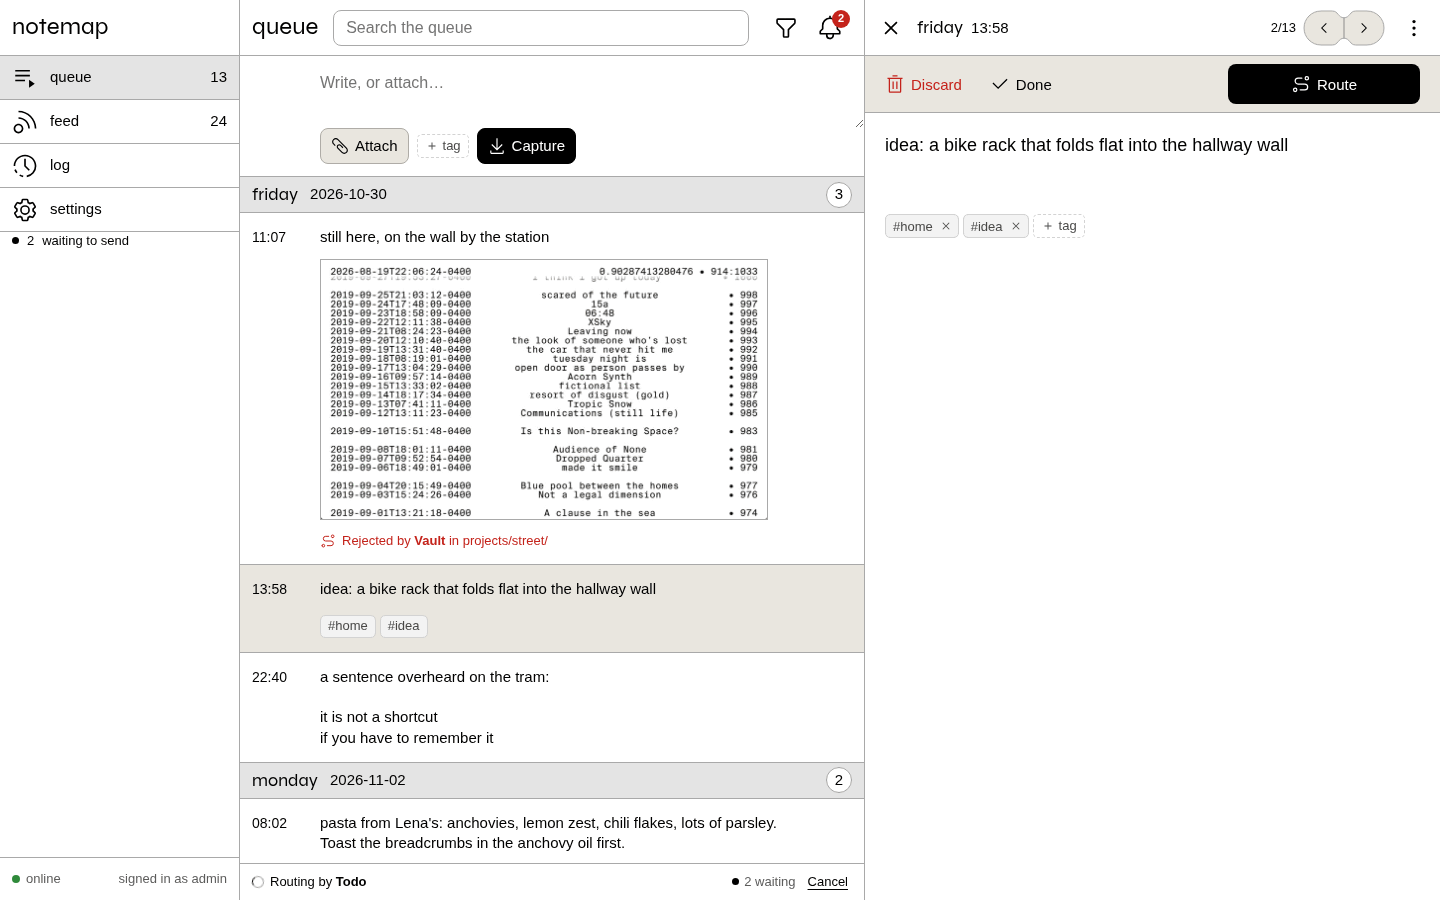 notemap
queue 13
feed 24
log
settings
2 waiting to send
online signed in as admin
queue
Search the queue
2
Write, or attach…
Attach
+ tag
Capture
friday 2026-10-30 3
11:07 still here, on the wall by the station
2026-08-19T22:06:24-0400 0.90287413280476 • 914:1033
2019-09-25T21:03:12-0400 scared of the future • 998
2019-09-24T17:48:09-0400 15a • 997
2019-09-23T18:58:09-0400 06:48 • 996
2019-09-22T12:11:38-0400 XSky • 995
2019-09-21T08:24:23-0400 Leaving now • 994
2019-09-20T12:10:40-0400 the look of someone who's lost • 993
2019-09-19T13:31:40-0400 the car that never hit me • 992
2019-09-18T08:19:01-0400 tuesday night is • 991
2019-09-17T13:04:29-0400 open door as person passes by • 990
2019-09-16T09:57:14-0400 Acorn Synth • 989
2019-09-15T13:33:02-0400 fictional list • 988
2019-09-14T18:17:34-0400 resort of disgust (gold) • 987
2019-09-13T07:41:11-0400 Tropic Snow • 986
2019-09-12T13:11:23-0400 Communications (still life) • 985
2019-09-10T15:51:48-0400 Is this Non-breaking Space? • 983
2019-09-08T18:01:11-0400 Audience of None • 981
2019-09-07T09:52:54-0400 Dropped Quarter • 980
2019-09-06T18:49:01-0400 made it smile • 979
2019-09-04T20:15:49-0400 Blue pool between the homes • 977
2019-09-03T15:24:26-0400 Not a legal dimension • 976
2019-09-01T13:21:18-0400 A clause in the sea • 974
Rejected by Vault in projects/street/
13:58 idea: a bike rack that folds flat into the hallway wall
#home #idea
22:40 a sentence overheard on the tram:
it is not a shortcut
if you have to remember it
monday 2026-11-02 2
08:02 pasta from Lena's: anchovies, lemon zest, chili flakes, lots of parsley.
Toast the breadcrumbs in the anchovy oil first.
Routing by Todo 2 waiting Cancel
friday 13:58 2/13
Discard Done Route
idea: a bike rack that folds flat into the hallway wall
#home × #idea × + tag